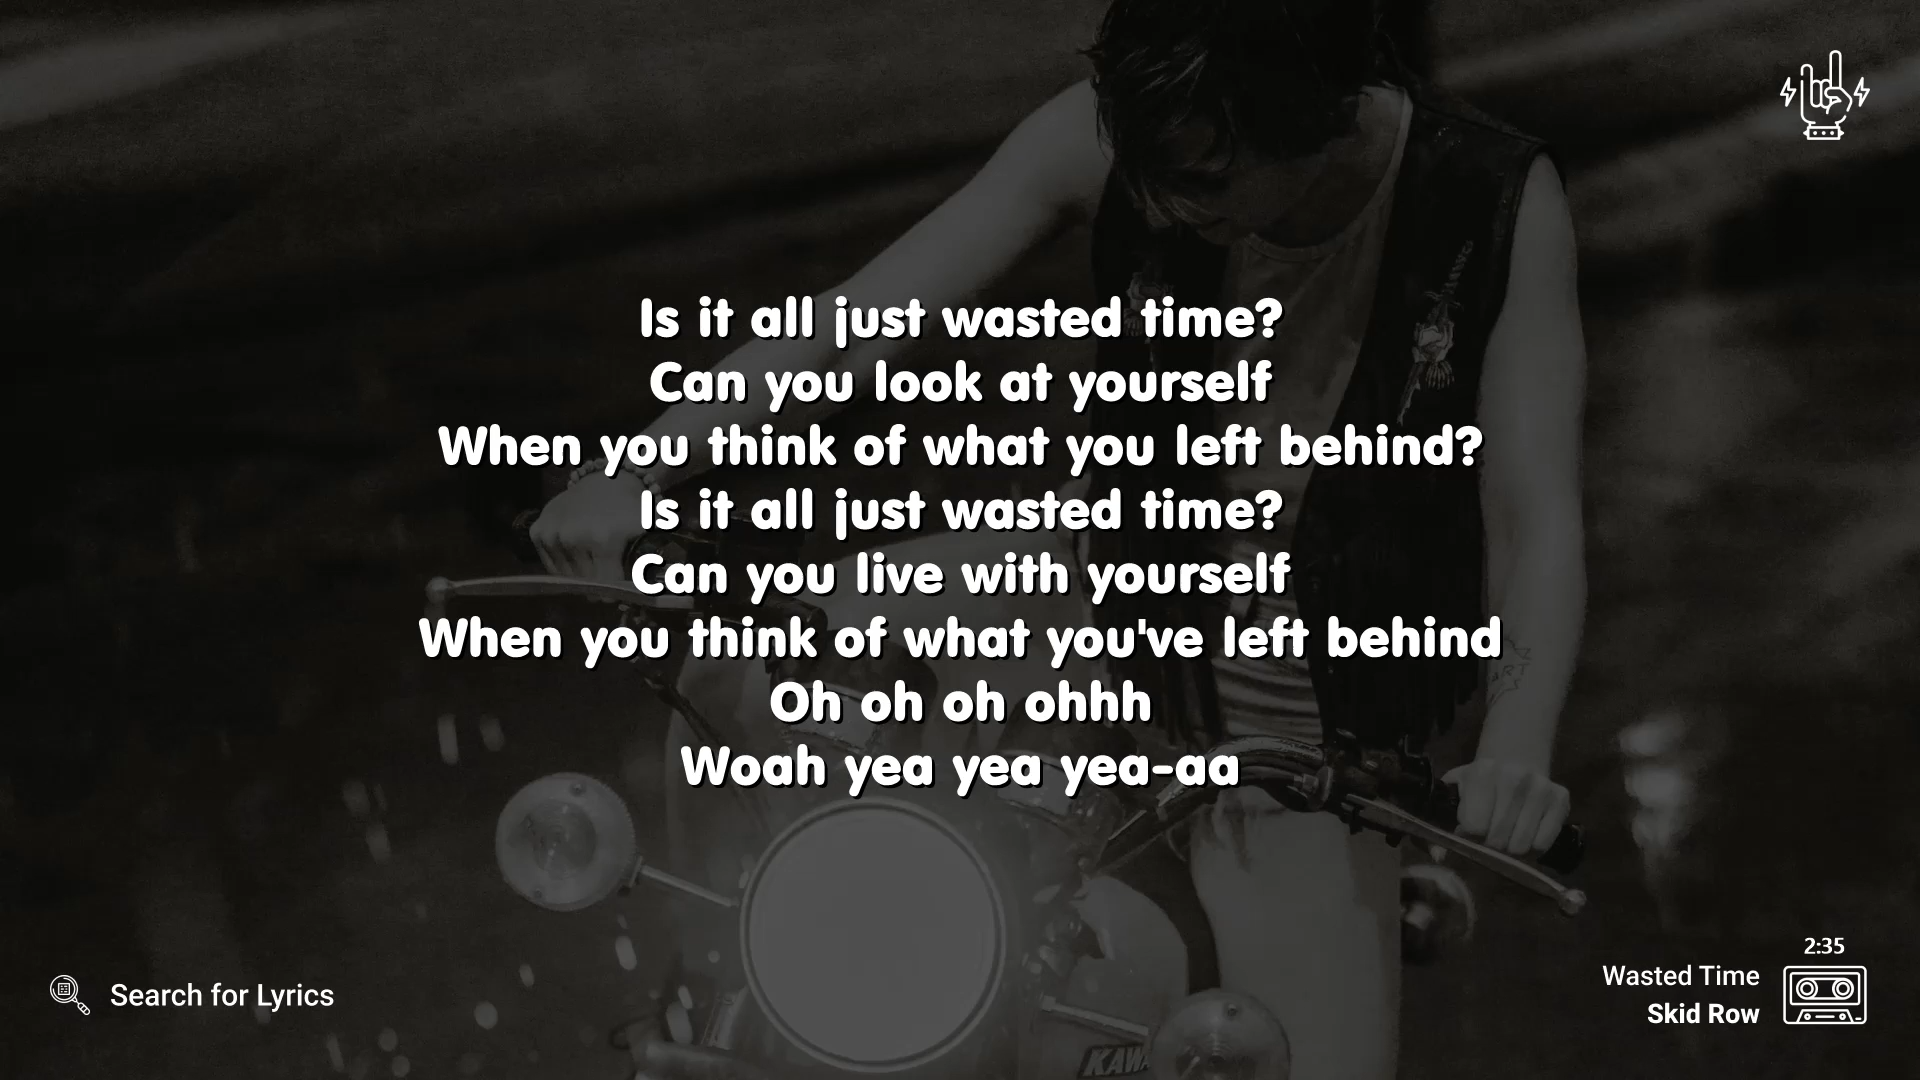 Is it all just wasted time?
Can you look at yourself
When you think of what you left behind?
Is it all just wasted time?
Can you live with yourself
When you think of what you've left behind
Oh oh oh ohhh
Woah yea yea yea-aa
2:35
Wasted Time
Skid Row
Search for Lyrics
KAWA